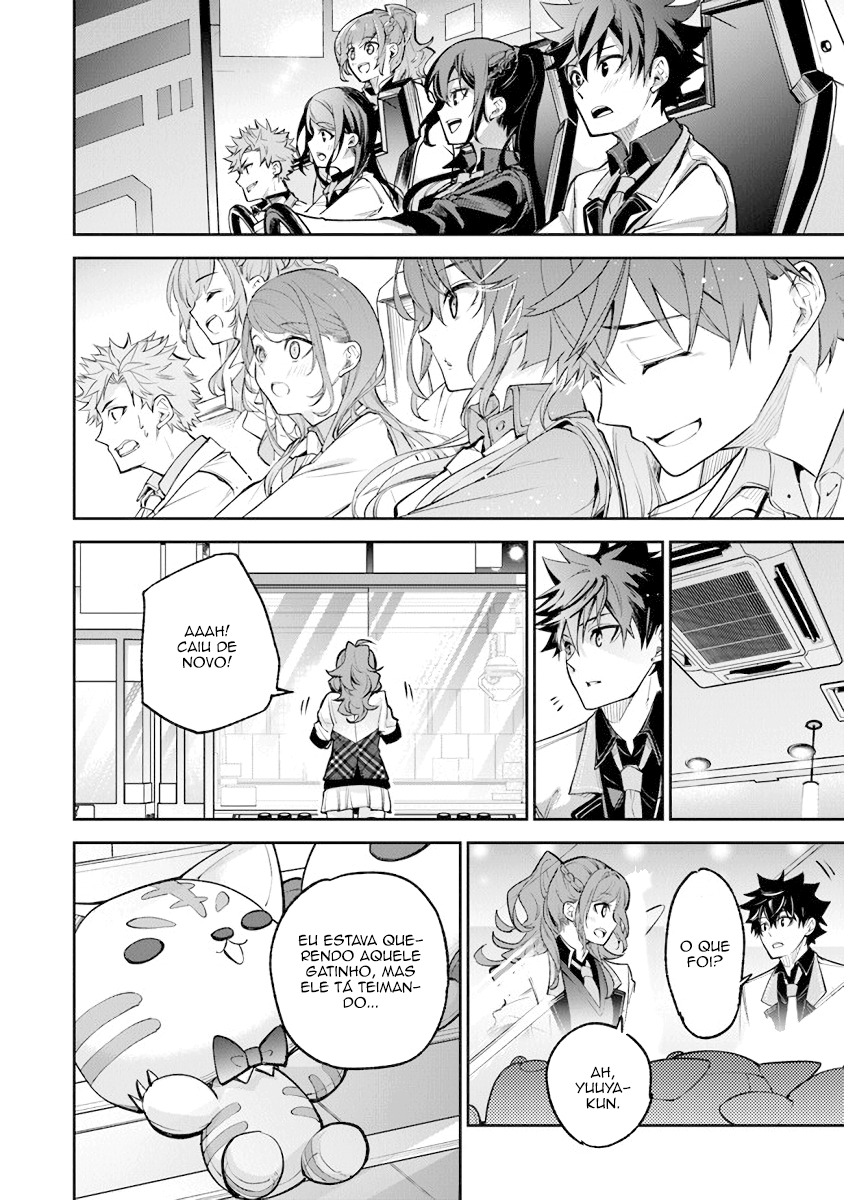 AAAH!
CAIU DE
NOVO!
O QUE
FOI?
AH,
YUUYA-
KUN.
EU ESTAVA QUE-
RENDO AQUELE
GATINHO, MAS
ELE TÁ TEIMAN-
DO...